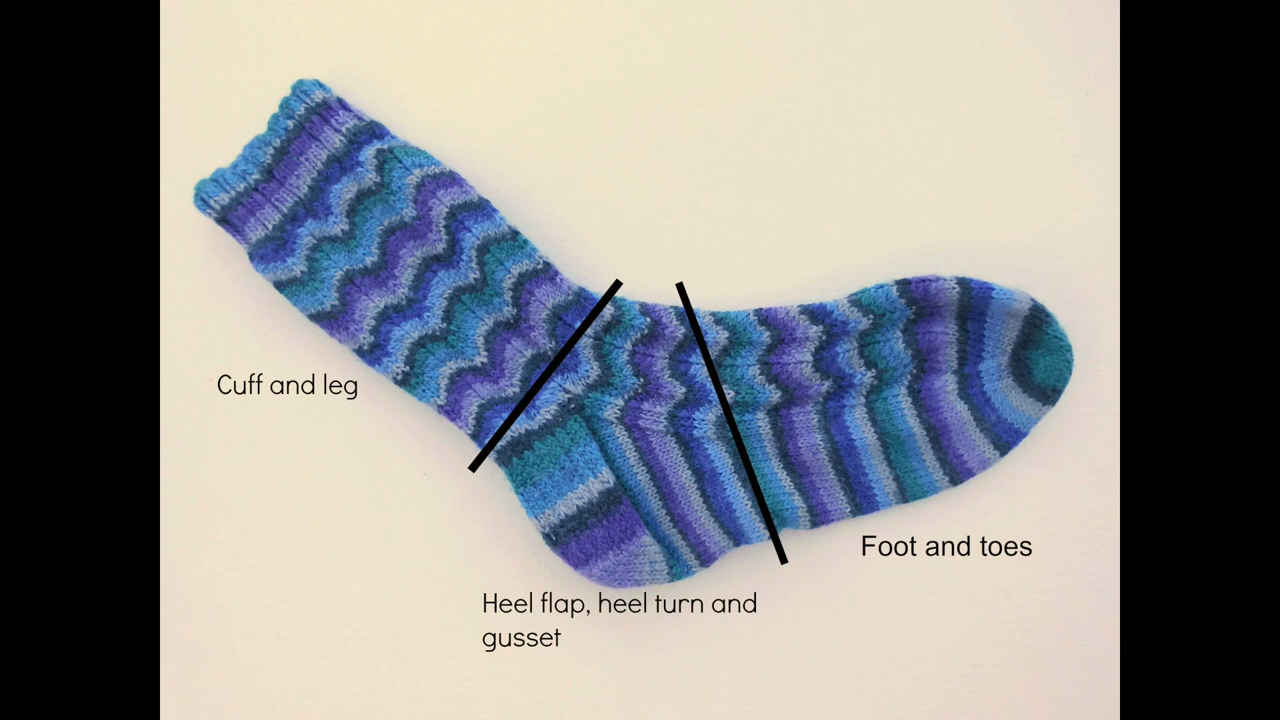 Cuff and leg
Foot and toes
Heel flap, heel turn and
gusset